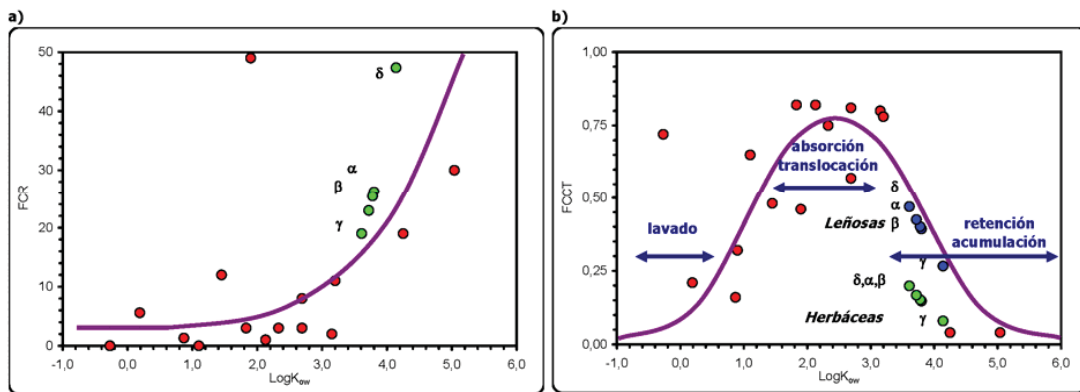 a)
50
40
30
20
10
0
FCR
-1,0 0,0 1,0 2,0 3,0 4,0 5,0 6,0
LogKow
δ
α
β
γ
b)
1,00
0,75
0,50
0,25
0,00
FCCT
-1,0 0,0 1,0 2,0 3,0 4,0 5,0 6,0
LogKow
absorción
translocación
lavado
retención
acumulación
δ
α
Leñosas β
γ
δ,α,β
Herbáceas γ